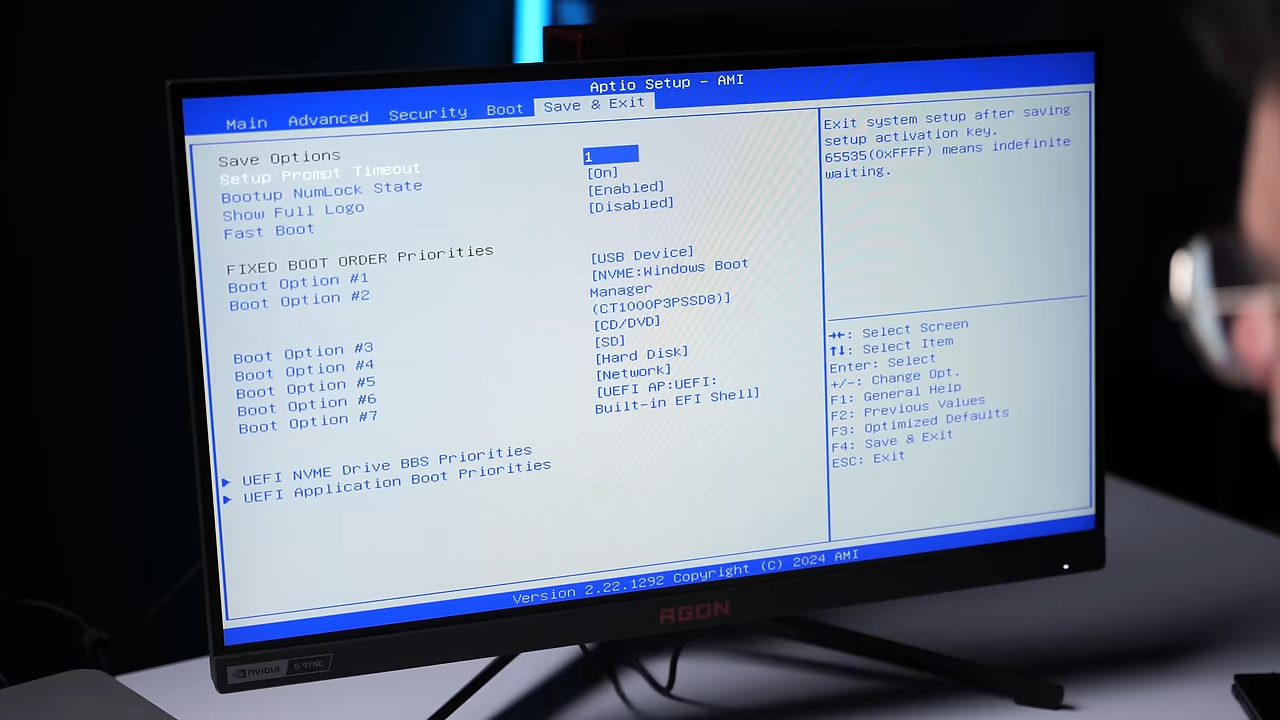 Aptio Setup – AMI
Main Advanced Security Boot Save & Exit
Save Options
Setup Prompt Timeout 1
Bootup NumLock State [On]
Show Full Logo [Enabled]
Fast Boot [Disabled]
FIXED BOOT ORDER Priorities
Boot Option #1 [USB Device]
Boot Option #2 [NVME:Windows Boot
Manager
(CT1000P3PSSD8)]
Boot Option #3 [CD/DVD]
Boot Option #4 [SD]
Boot Option #5 [Hard Disk]
Boot Option #6 [Network]
Boot Option #7 [UEFI AP:UEFI:
Built-in EFI Shell]
UEFI NVME Drive BBS Priorities
UEFI Application Boot Priorities
Exit system setup after saving
setup activation key.
65535(0xFFFF) means indefinite
waiting.
→←: Select Screen
↑↓: Select Item
Enter: Select
+/-: Change Opt.
F1: General Help
F2: Previous Values
F3: Optimized Defaults
F4: Save & Exit
ESC: Exit
Version 2.22.1292 Copyright (C) 2024 AMI
AGON
NVIDIA G-SYNC